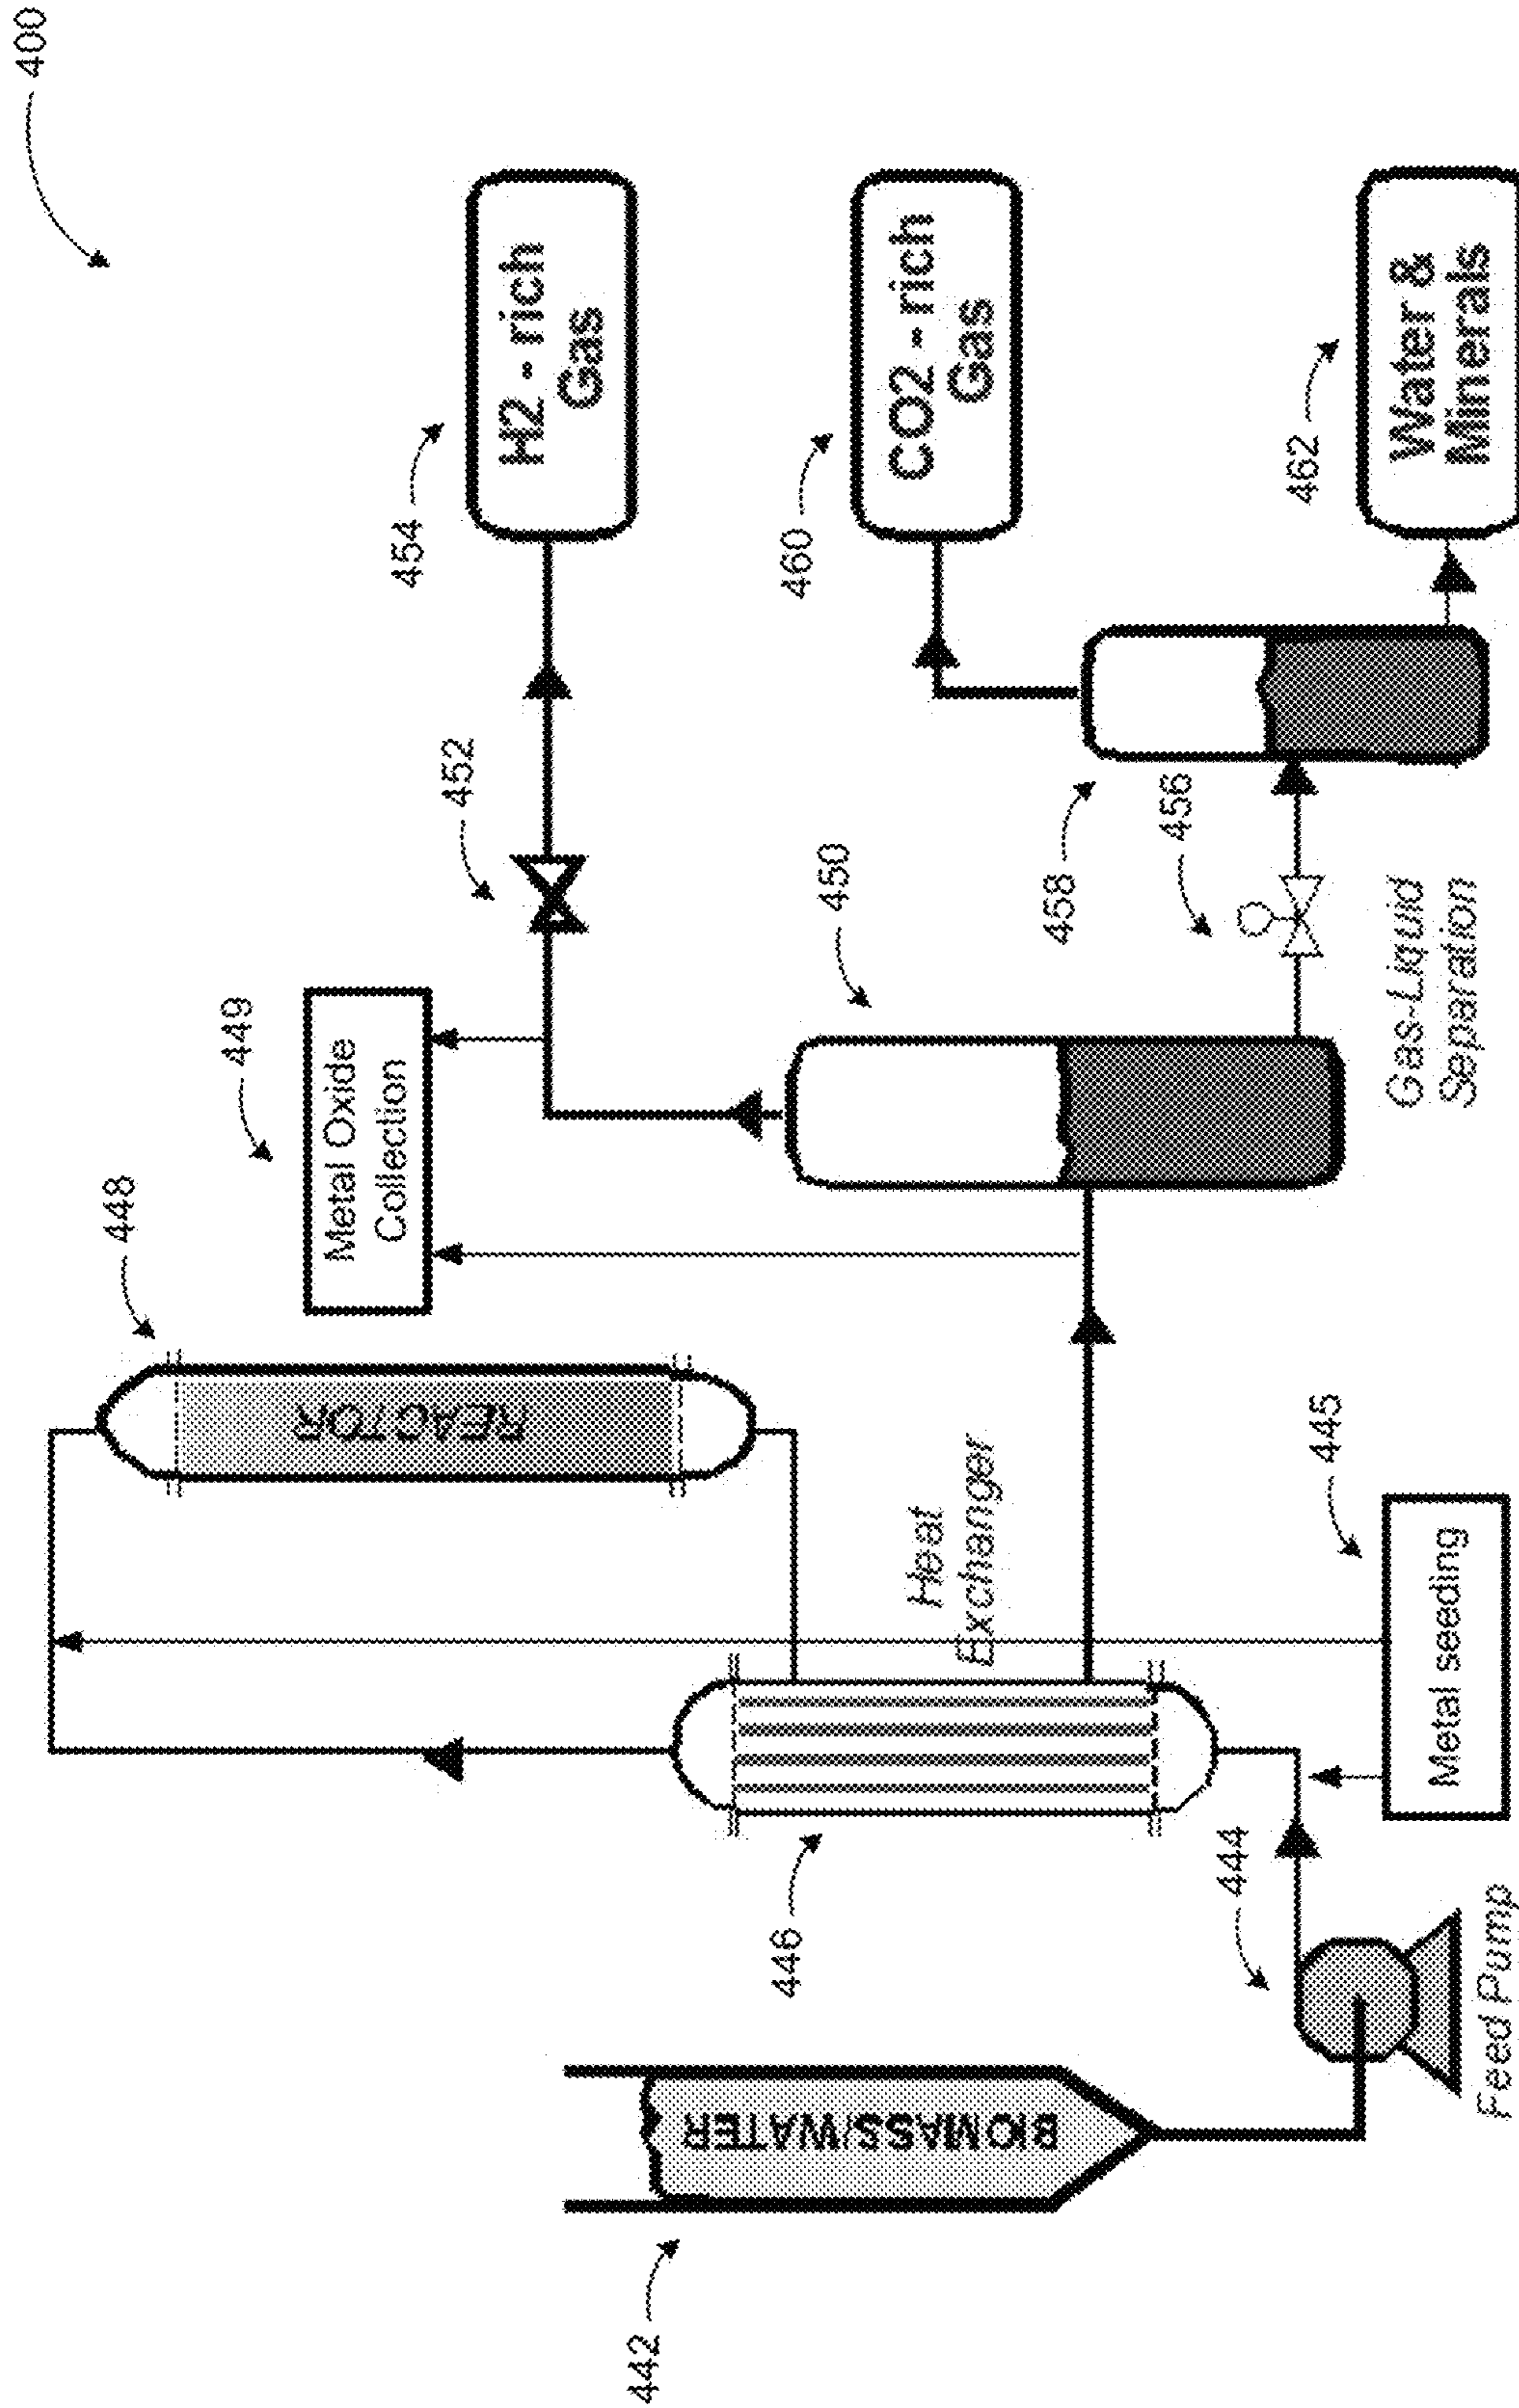 400
442
BIOMASS/WATER
444
Feed Pump
445
Metal seeding
446
Heat
Exchanger
448
REACTOR
449
Metal Oxide
Collection
450
452
454
H2 - rich
Gas
456
Gas-Liquid
Separation
458
460
CO2 - rich
Gas
462
Water &
Minerals